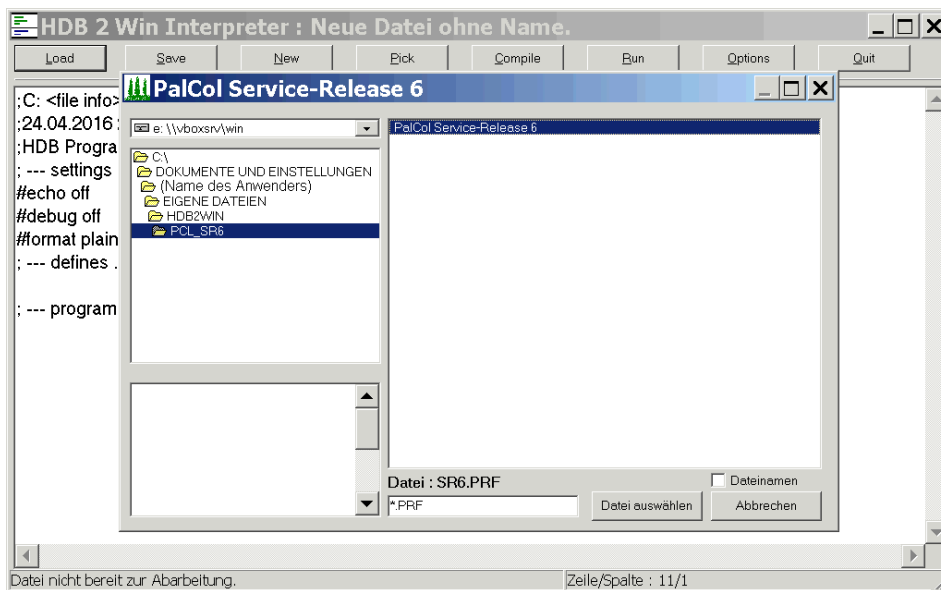 HDB 2 Win Interpreter : Neue Datei ohne Name.
Load Save New Pick Compile Run Options Quit
;C: <file info>
;24.04.2016
;HDB Progra
; --- settings
#echo off
#debug off
#format plain
; --- defines .
; --- program
PalCol Service-Release 6
e: \\vboxsrv\win
C:\
DOKUMENTE UND EINSTELLUNGEN
(Name des Anwenders)
EIGENE DATEIEN
HDB2WIN
PCL_SR6
PalCol Service-Release 6
Datei : SR6.PRF
Dateinamen
*.PRF
Datei auswählen
Abbrechen
Datei nicht bereit zur Abarbeitung.
Zeile/Spalte : 11/1